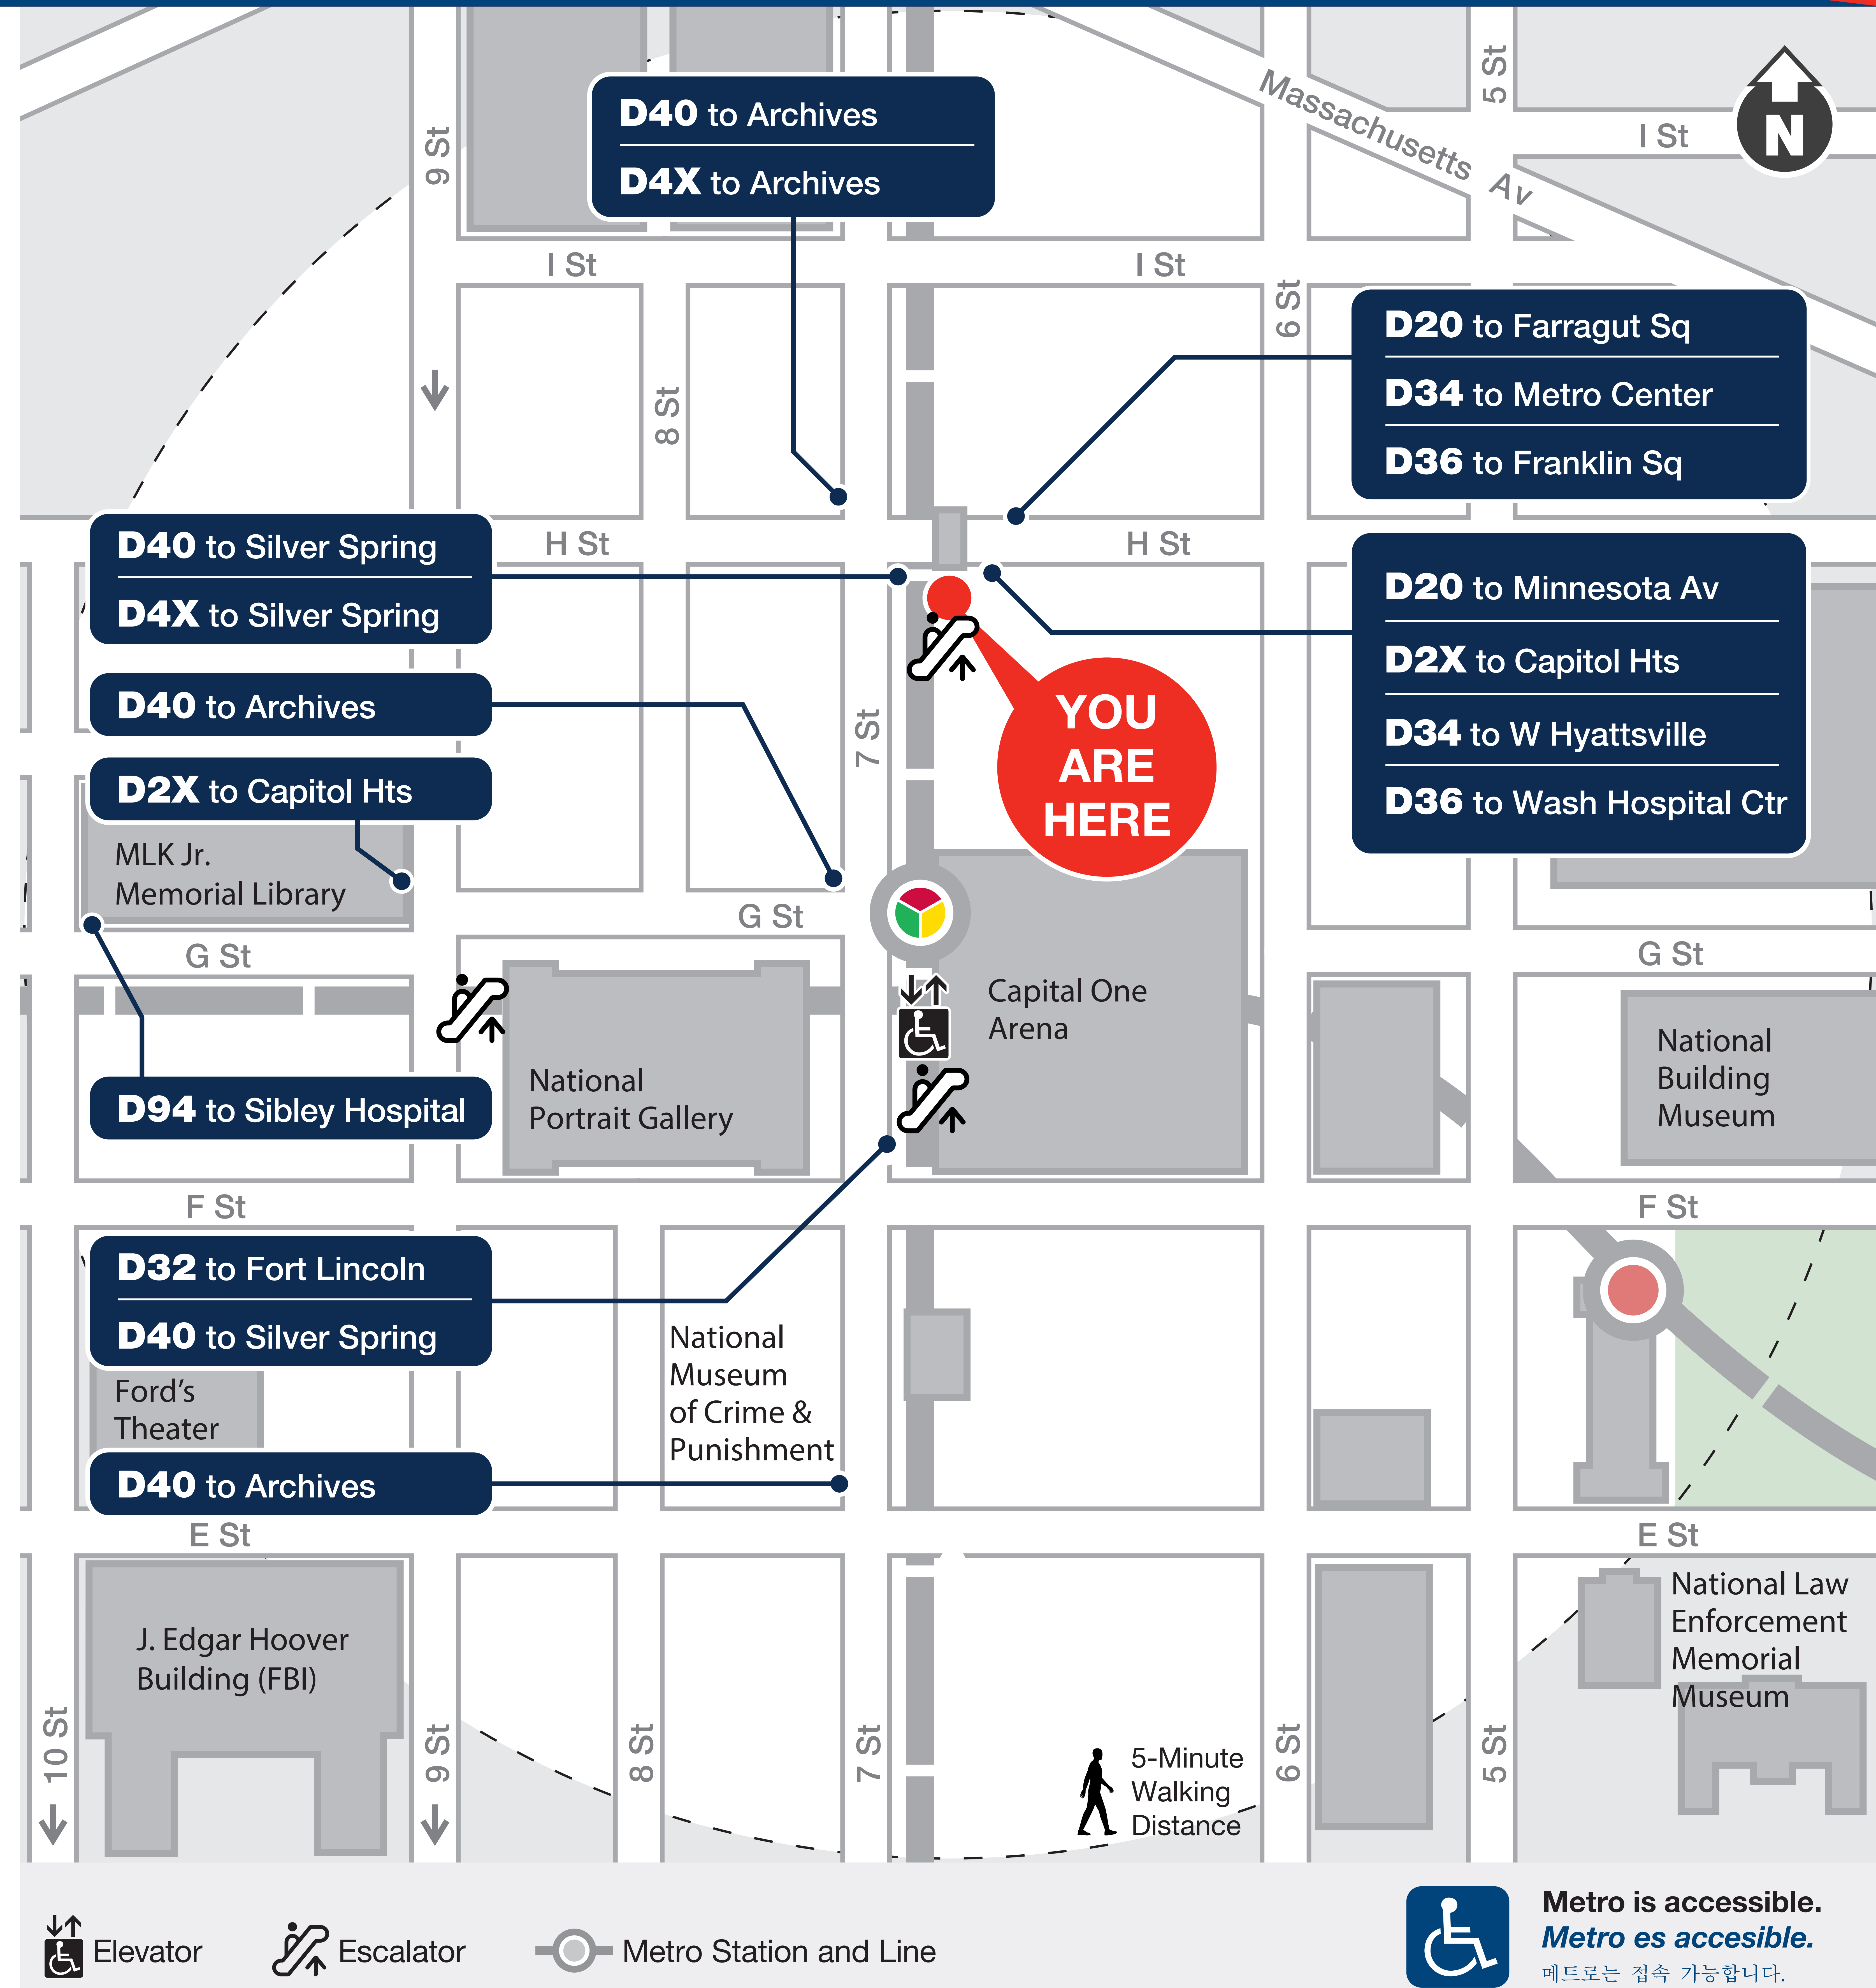 5 St
Massachusetts Av
I St
N
9 St
D40 to Archives
D4X to Archives
I St
I St
6 St
D20 to Farragut Sq
D34 to Metro Center
D36 to Franklin Sq
8 St
D40 to Silver Spring
D4X to Silver Spring
H St
H St
D20 to Minnesota Av
D2X to Capitol Hts
D34 to W Hyattsville
D36 to Wash Hospital Ctr
D40 to Archives
7 St
YOU
ARE
HERE
D2X to Capitol Hts
MLK Jr.
Memorial Library
G St
G St
G St
Capital One
Arena
National
Building
Museum
National
Portrait Gallery
D94 to Sibley Hospital
F St
F St
D32 to Fort Lincoln
D40 to Silver Spring
National
Museum
of Crime &
Punishment
Ford's
Theater
D40 to Archives
E St
E St
National Law
Enforcement
Memorial
Museum
J. Edgar Hoover
Building (FBI)
10 St
9 St
8 St
7 St
6 St
5 St
5-Minute
Walking
Distance
Elevator
Escalator
Metro Station and Line
Metro is accessible.
Metro es accesible.
메트로는 접속 가능합니다.